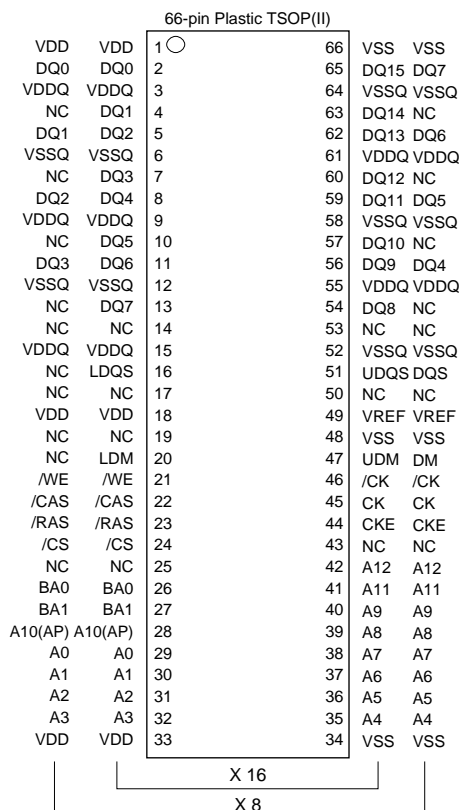 66-pin Plastic TSOP(II)
VDD VDD 1 66 VSS VSS
DQ0 DQ0 2 65 DQ15 DQ7
VDDQ VDDQ 3 64 VSSQ VSSQ
NC DQ1 4 63 DQ14 NC
DQ1 DQ2 5 62 DQ13 DQ6
VSSQ VSSQ 6 61 VDDQ VDDQ
NC DQ3 7 60 DQ12 NC
DQ2 DQ4 8 59 DQ11 DQ5
VDDQ VDDQ 9 58 VSSQ VSSQ
NC DQ5 10 57 DQ10 NC
DQ3 DQ6 11 56 DQ9 DQ4
VSSQ VSSQ 12 55 VDDQ VDDQ
NC DQ7 13 54 DQ8 NC
NC NC 14 53 NC NC
VDDQ VDDQ 15 52 VSSQ VSSQ
NC LDQS 16 51 UDQS DQS
NC NC 17 50 NC NC
VDD VDD 18 49 VREF VREF
NC NC 19 48 VSS VSS
NC LDM 20 47 UDM DM
/WE /WE 21 46 /CK /CK
/CAS /CAS 22 45 CK CK
/RAS /RAS 23 44 CKE CKE
/CS /CS 24 43 NC NC
NC NC 25 42 A12 A12
BA0 BA0 26 41 A11 A11
BA1 BA1 27 40 A9 A9
A10(AP) A10(AP) 28 39 A8 A8
A0 A0 29 38 A7 A7
A1 A1 30 37 A6 A6
A2 A2 31 36 A5 A5
A3 A3 32 35 A4 A4
VDD VDD 33 34 VSS VSS
X 16
X 8